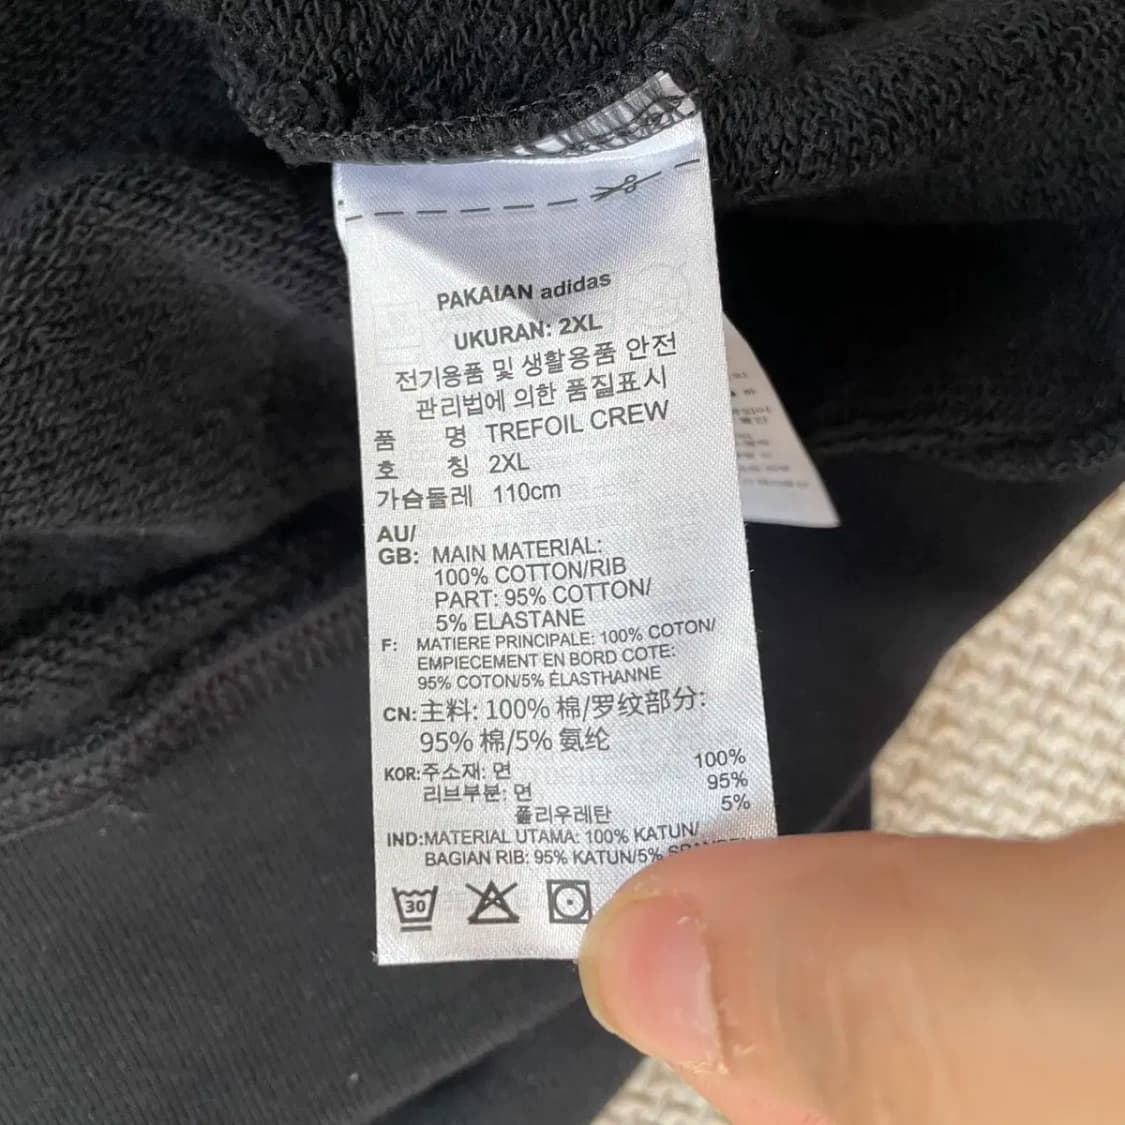 PAKAIAN adidas
UKURAN: 2XL
전기용품 및 생활용품 안전
관리법에 의한 품질표시
품 명 TREFOIL CREW
호 칭 2XL
가슴둘레 110cm
AU/
GB: MAIN MATERIAL:
100% COTTON/RIB
PART: 95% COTTON/
5% ELASTANE
F: MATIERE PRINCIPALE: 100% COTON/
EMPIECEMENT EN BORD COTE:
95% COTON/5% ÉLASTHANNE
CN: 主料: 100% 棉/罗纹部分:
95% 棉/5% 氨纶
KOR: 주소재: 면 100%
리브부분: 면 95%
폴리우레탄 5%
IND: MATERIAL UTAMA: 100% KATUN/
BAGIAN RIB: 95% KATUN/5%
30